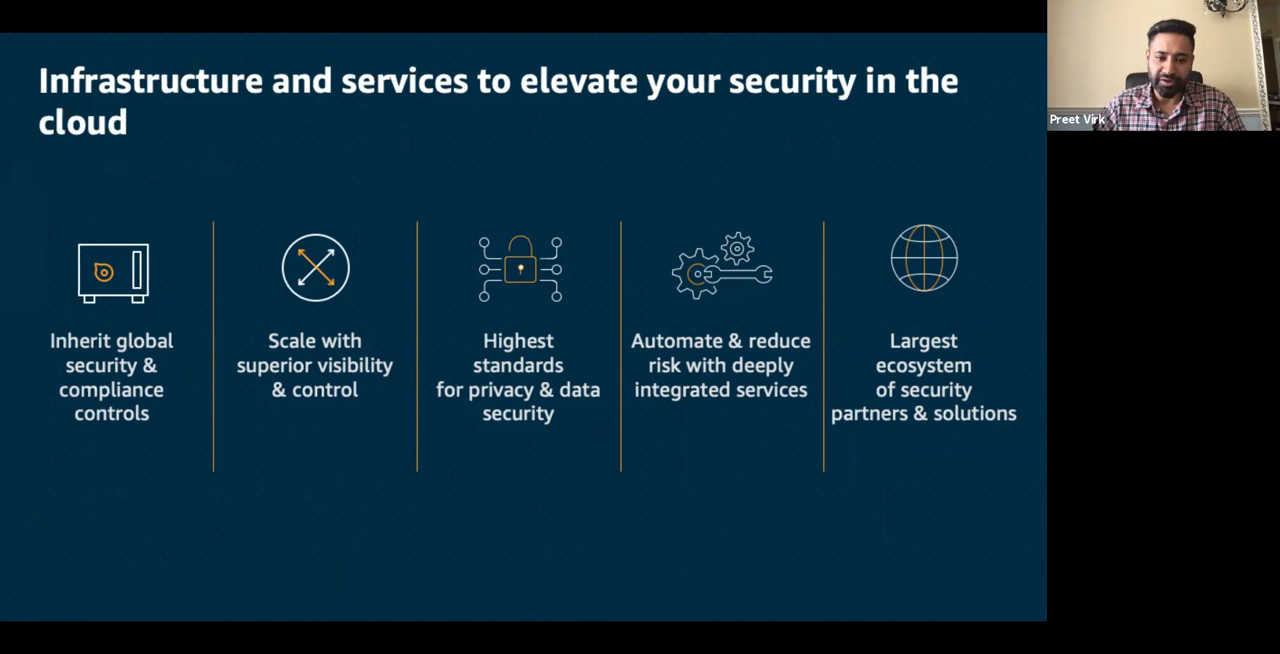 Infrastructure and services to elevate your security in the
cloud
Inherit global
security &
compliance
controls
Scale with
superior visibility
& control
Highest
standards
for privacy & data
security
Automate & reduce
risk with deeply
integrated services
Largest
ecosystem
of security
partners & solutions
Preet Virk